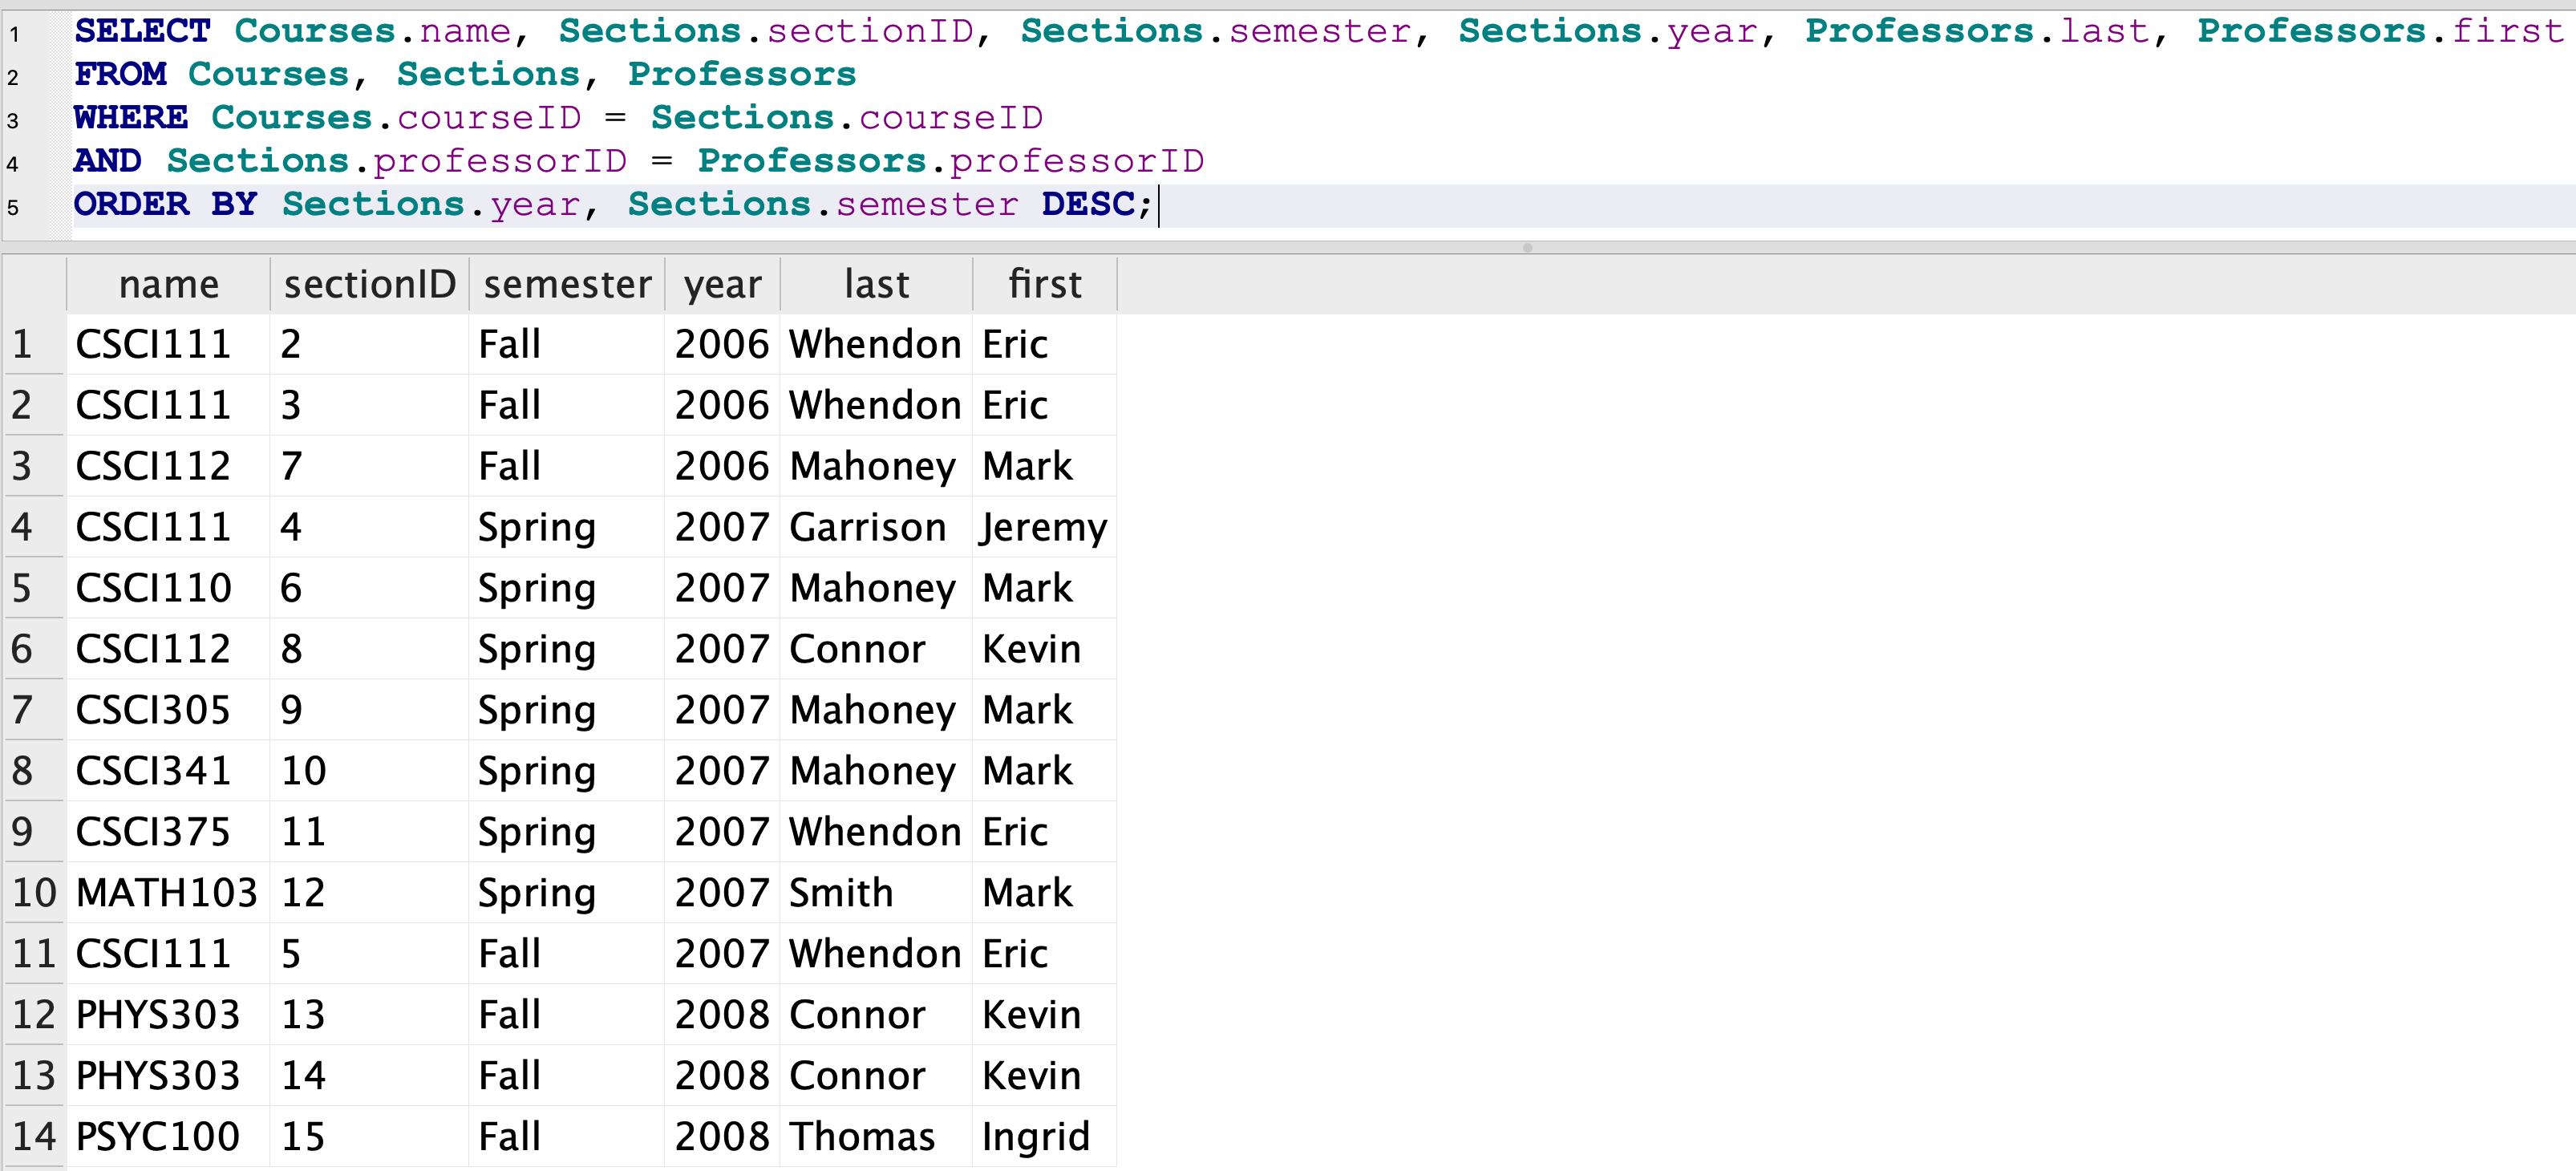 1 SELECT Courses.name, Sections.sectionID, Sections.semester, Sections.year, Professors.last, Professors.first
2 FROM Courses, Sections, Professors
3 WHERE Courses.courseID = Sections.courseID
4 AND Sections.professorID = Professors.professorID
5 ORDER BY Sections.year, Sections.semester DESC;
name sectionID semester year last first
1 CSCI111 2 Fall 2006 Whendon Eric
2 CSCI111 3 Fall 2006 Whendon Eric
3 CSCI112 7 Fall 2006 Mahoney Mark
4 CSCI111 4 Spring 2007 Garrison Jeremy
5 CSCI110 6 Spring 2007 Mahoney Mark
6 CSCI112 8 Spring 2007 Connor Kevin
7 CSCI305 9 Spring 2007 Mahoney Mark
8 CSCI341 10 Spring 2007 Mahoney Mark
9 CSCI375 11 Spring 2007 Whendon Eric
10 MATH103 12 Spring 2007 Smith Mark
11 CSCI111 5 Fall 2007 Whendon Eric
12 PHYS303 13 Fall 2008 Connor Kevin
13 PHYS303 14 Fall 2008 Connor Kevin
14 PSYC100 15 Fall 2008 Thomas Ingrid